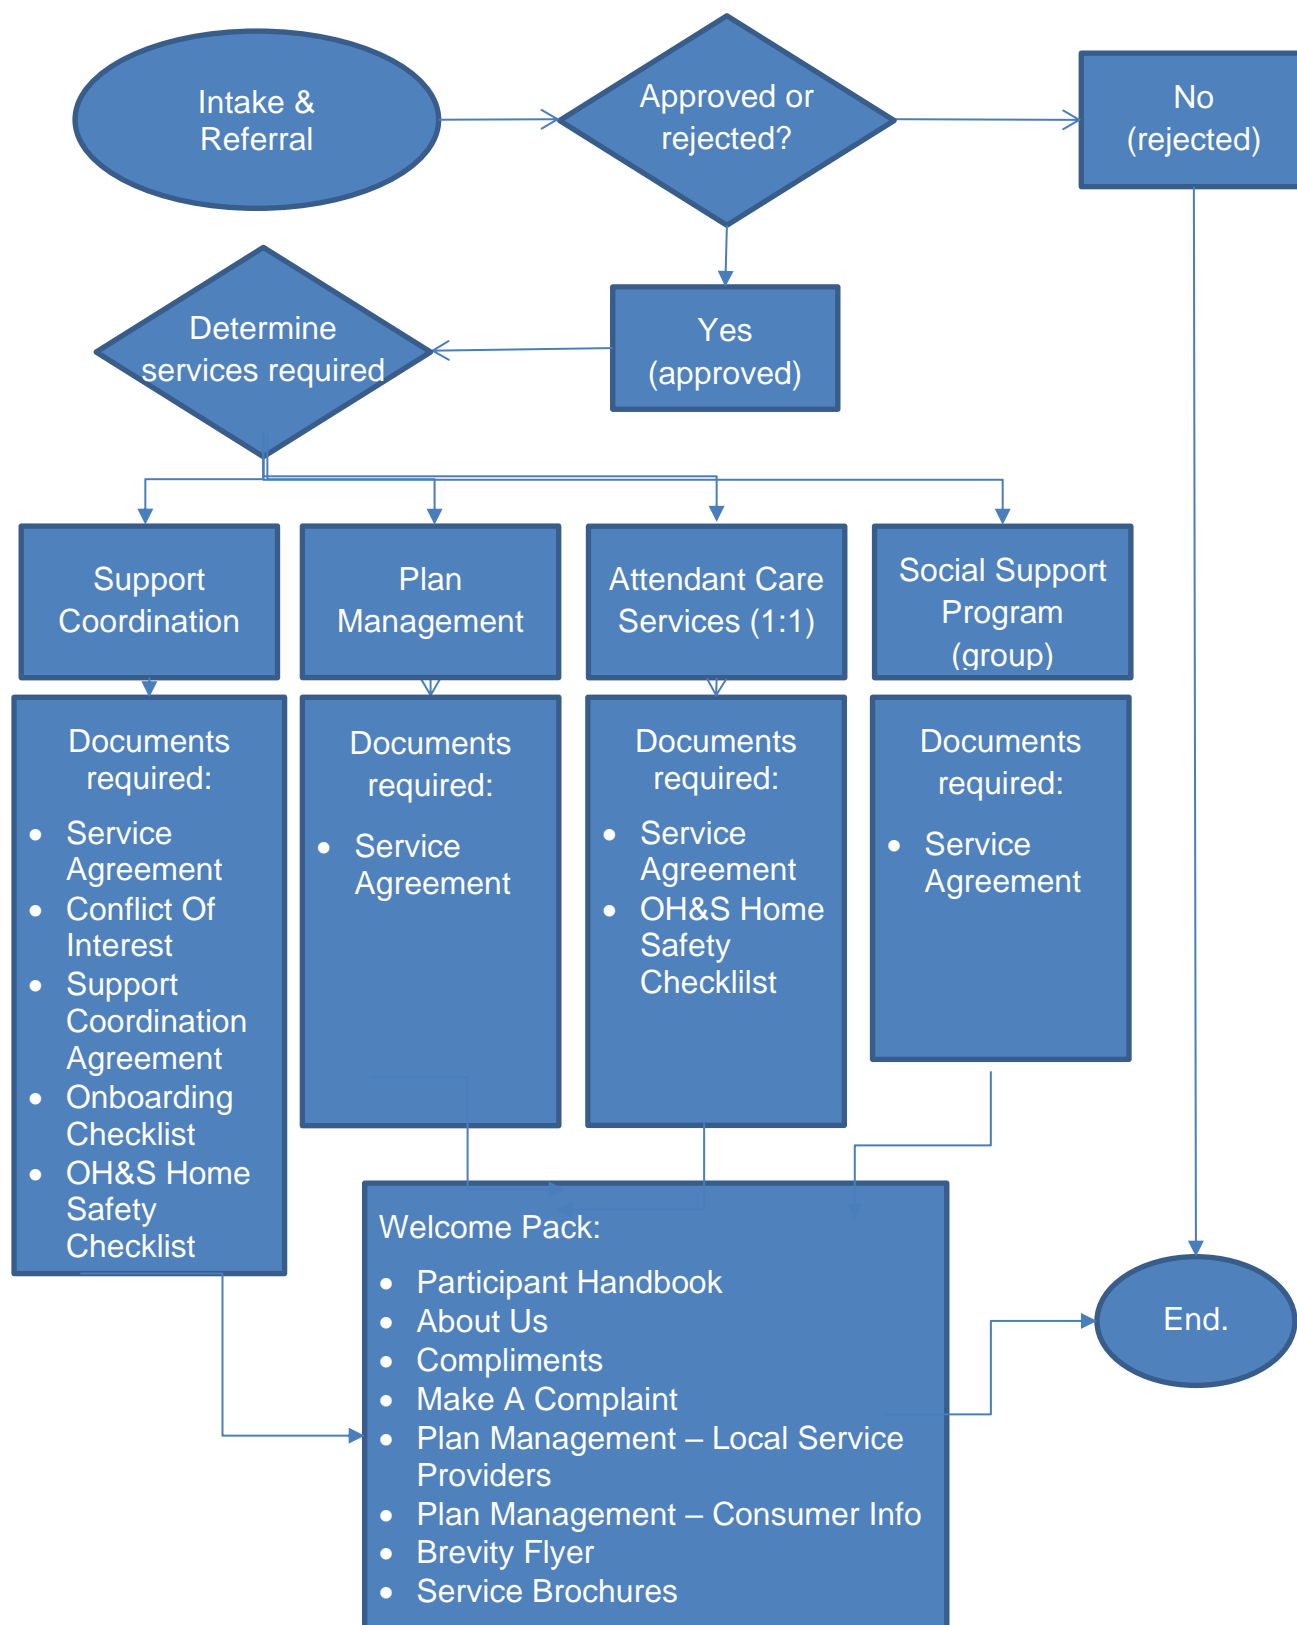 Intake &
Referral
Approved or
rejected?
No
(rejected)
Determine
services required
Yes
(approved)
Support
Coordination
Plan
Management
Attendant Care
Services (1:1)
Social Support
Program
(group)
Documents
required:
• Service
Agreement
• Conflict Of
Interest
• Support
Coordination
Agreement
• Onboarding
Checklist
• OH&S Home
Safety
Checklist
Documents
required:
• Service
Agreement
Documents
required:
• Service
Agreement
• OH&S Home
Safety
Checklilst
Documents
required:
• Service
Agreement
Welcome Pack:
• Participant Handbook
• About Us
• Compliments
• Make A Complaint
• Plan Management – Local Service
Providers
• Plan Management – Consumer Info
• Brevity Flyer
• Service Brochures
End.